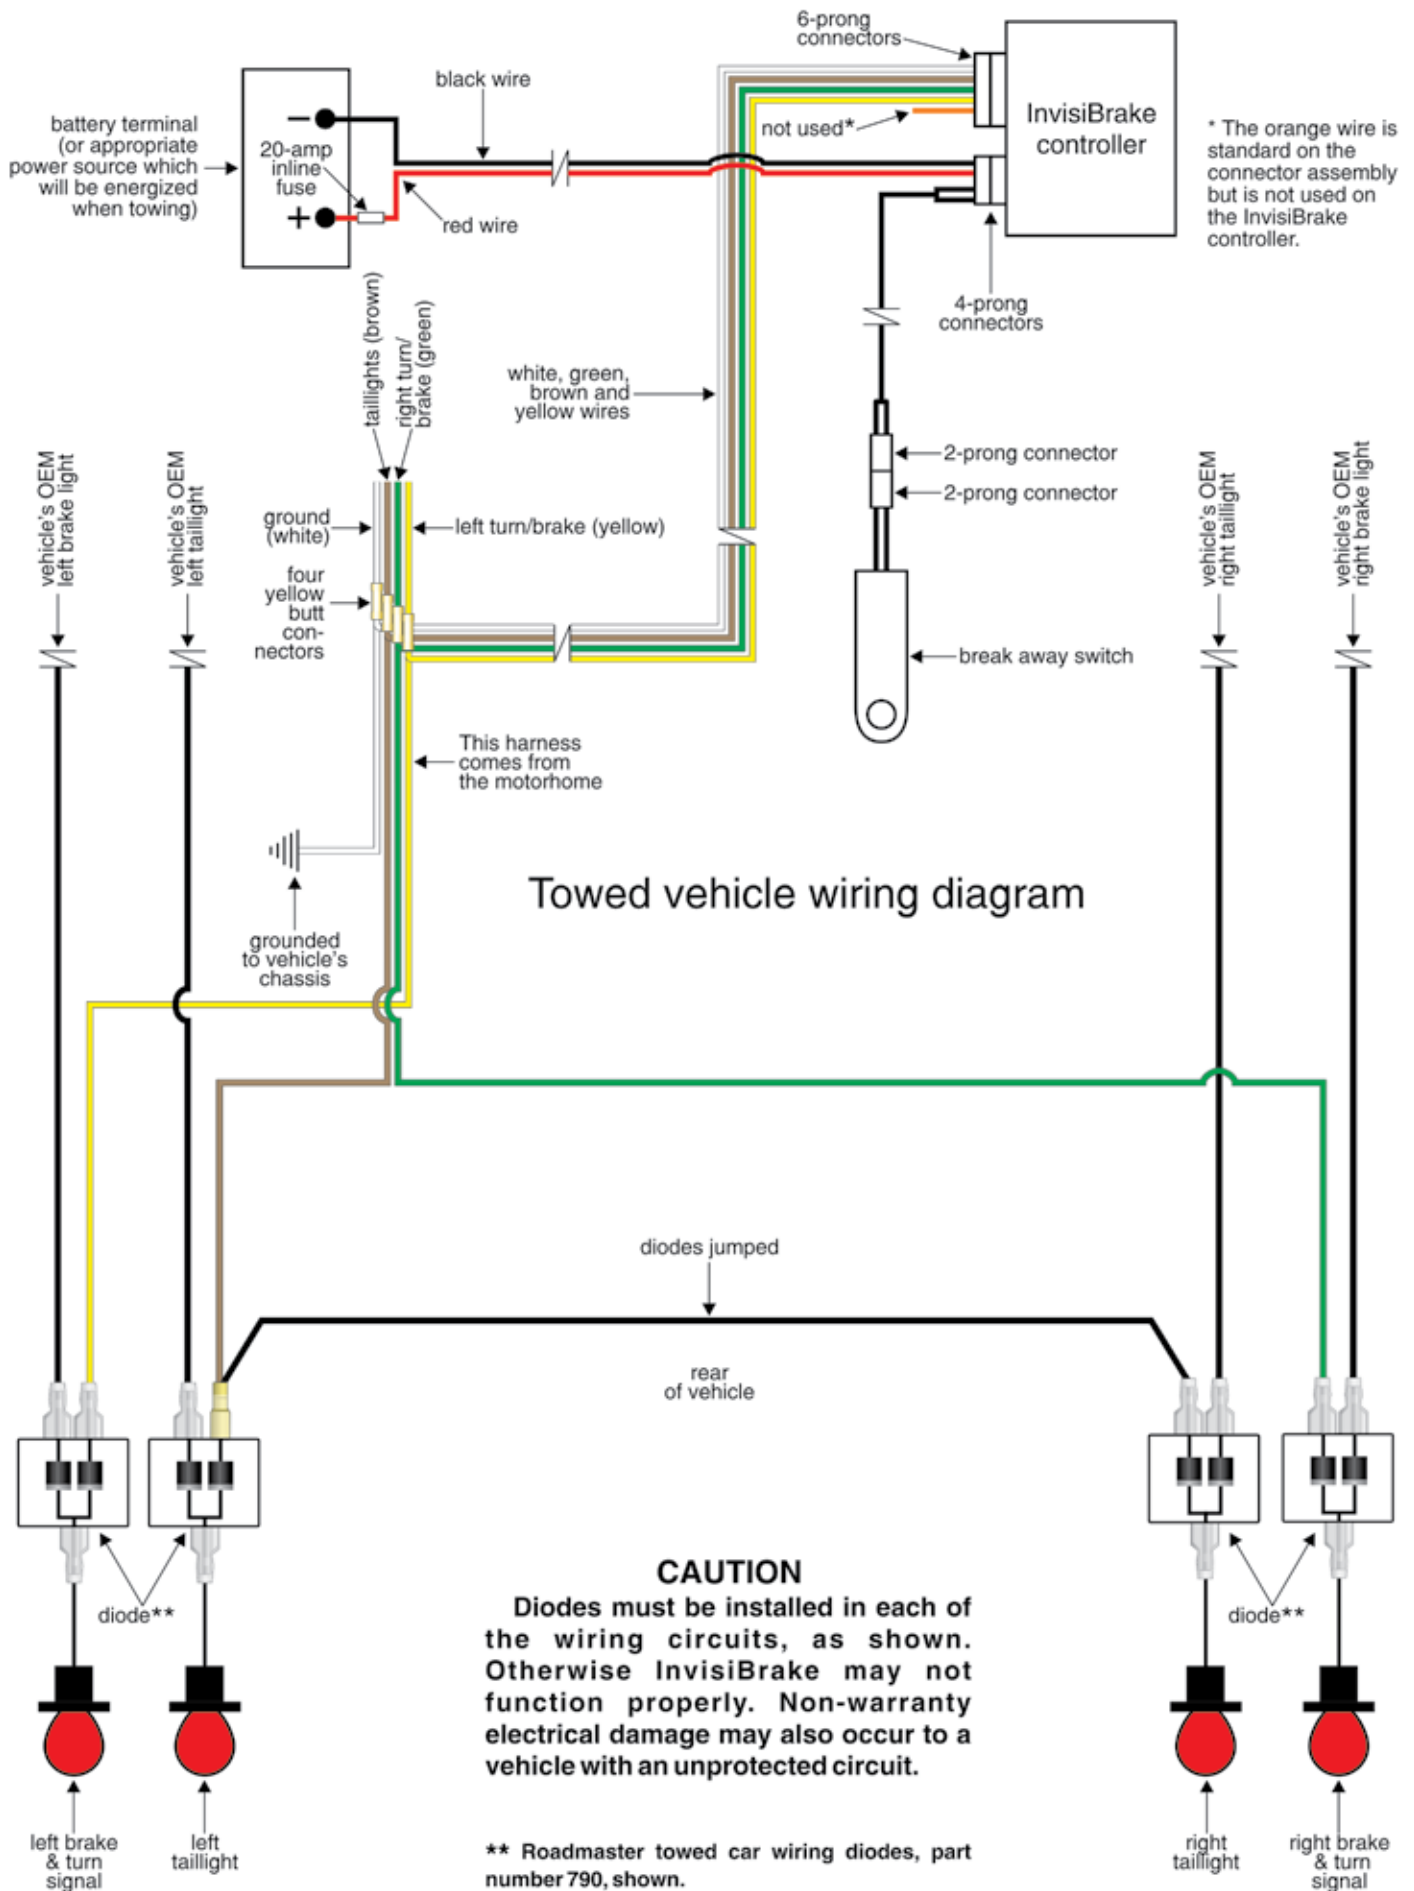 6-prong
connectors
black wire
battery terminal
(or appropriate
power source which
will be energized
when towing)
−
20-amp
inline
fuse
+
red wire
not used*
InvisiBrake
controller
* The orange wire is
standard on the
connector assembly
but is not used on
the InvisiBrake
controller.
4-prong
connectors
taillights (brown)
right turn/
brake (green)
white, green,
brown and
yellow wires
2-prong connector
2-prong connector
vehicle's OEM
left brake light
vehicle's OEM
left taillight
ground
(white)
left turn/brake (yellow)
vehicle's OEM
right taillight
vehicle's OEM
right brake light
four
yellow
butt
con-
nectors
break away switch
This harness
comes from
the motorhome
Towed vehicle wiring diagram
grounded
to vehicle's
chassis
diodes jumped
rear
of vehicle
diode**
diode**
CAUTION
Diodes must be installed in each of
the wiring circuits, as shown.
Otherwise InvisiBrake may not
function properly. Non-warranty
electrical damage may also occur to a
vehicle with an unprotected circuit.
left brake
& turn
signal
left
taillight
** Roadmaster towed car wiring diodes, part
number 790, shown.
right
taillight
right brake
& turn
signal